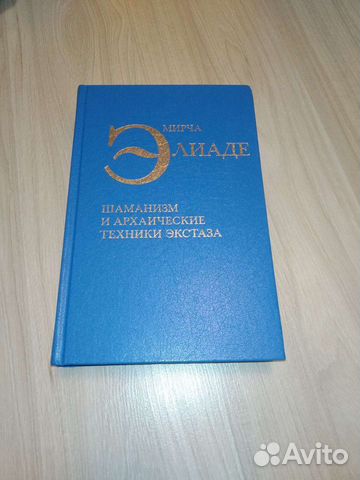 МИРЧА
ЭЛИАДЕ
ШАМАНИЗМ
И АРХАИЧЕСКИЕ
ТЕХНИКИ ЭКСТАЗА
Avito